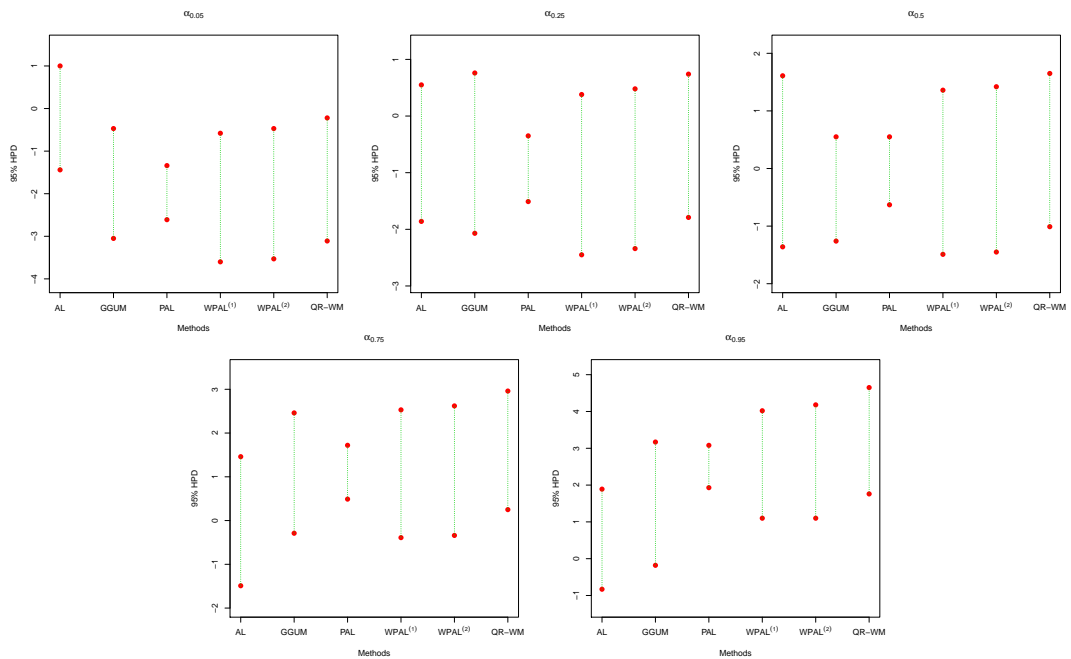 α0.05
95% HPD
1
0
−1
−2
−3
−4
AL GGUM PAL WPAL(1) WPAL(2) QR−WM
Methods
α0.25
95% HPD
1
0
−1
−2
−3
AL GGUM PAL WPAL(1) WPAL(2) QR−WM
Methods
α0.5
95% HPD
2
1
0
−1
−2
AL GGUM PAL WPAL(1) WPAL(2) QR−WM
Methods
α0.75
95% HPD
3
2
1
0
−1
−2
AL GGUM PAL WPAL(1) WPAL(2) QR−WM
Methods
α0.95
95% HPD
5
4
3
2
1
0
−1
AL GGUM PAL WPAL(1) WPAL(2) QR−WM
Methods